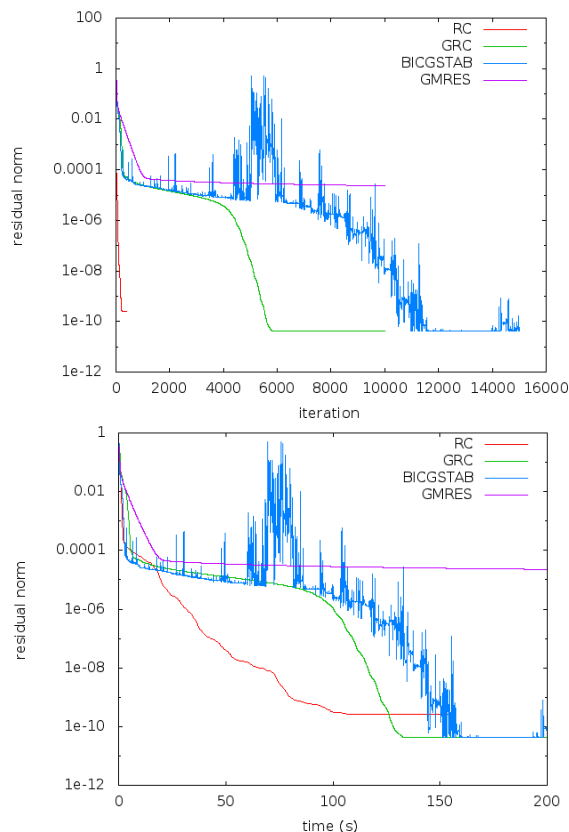 100
1
0.01
0.0001
1e-06
1e-08
1e-10
1e-12
residual norm
RC
GRC
BICGSTAB
GMRES
0 2000 4000 6000 8000 10000 12000 14000 16000
iteration
1
0.01
0.0001
1e-06
1e-08
1e-10
1e-12
residual norm
RC
GRC
BICGSTAB
GMRES
0 50 100 150 200
time (s)